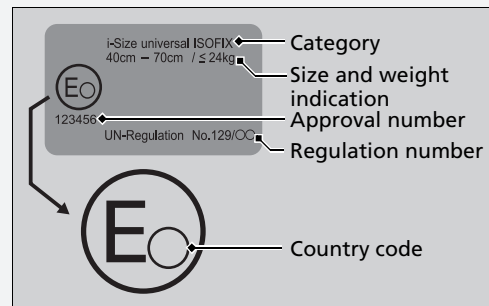 i-Size universal ISOFIX
40cm – 70cm / ≤ 24kg
E○
123456
UN-Regulation No.129/○○
Category
Size and weight
indication
Approval number
Regulation number
E○
Country code